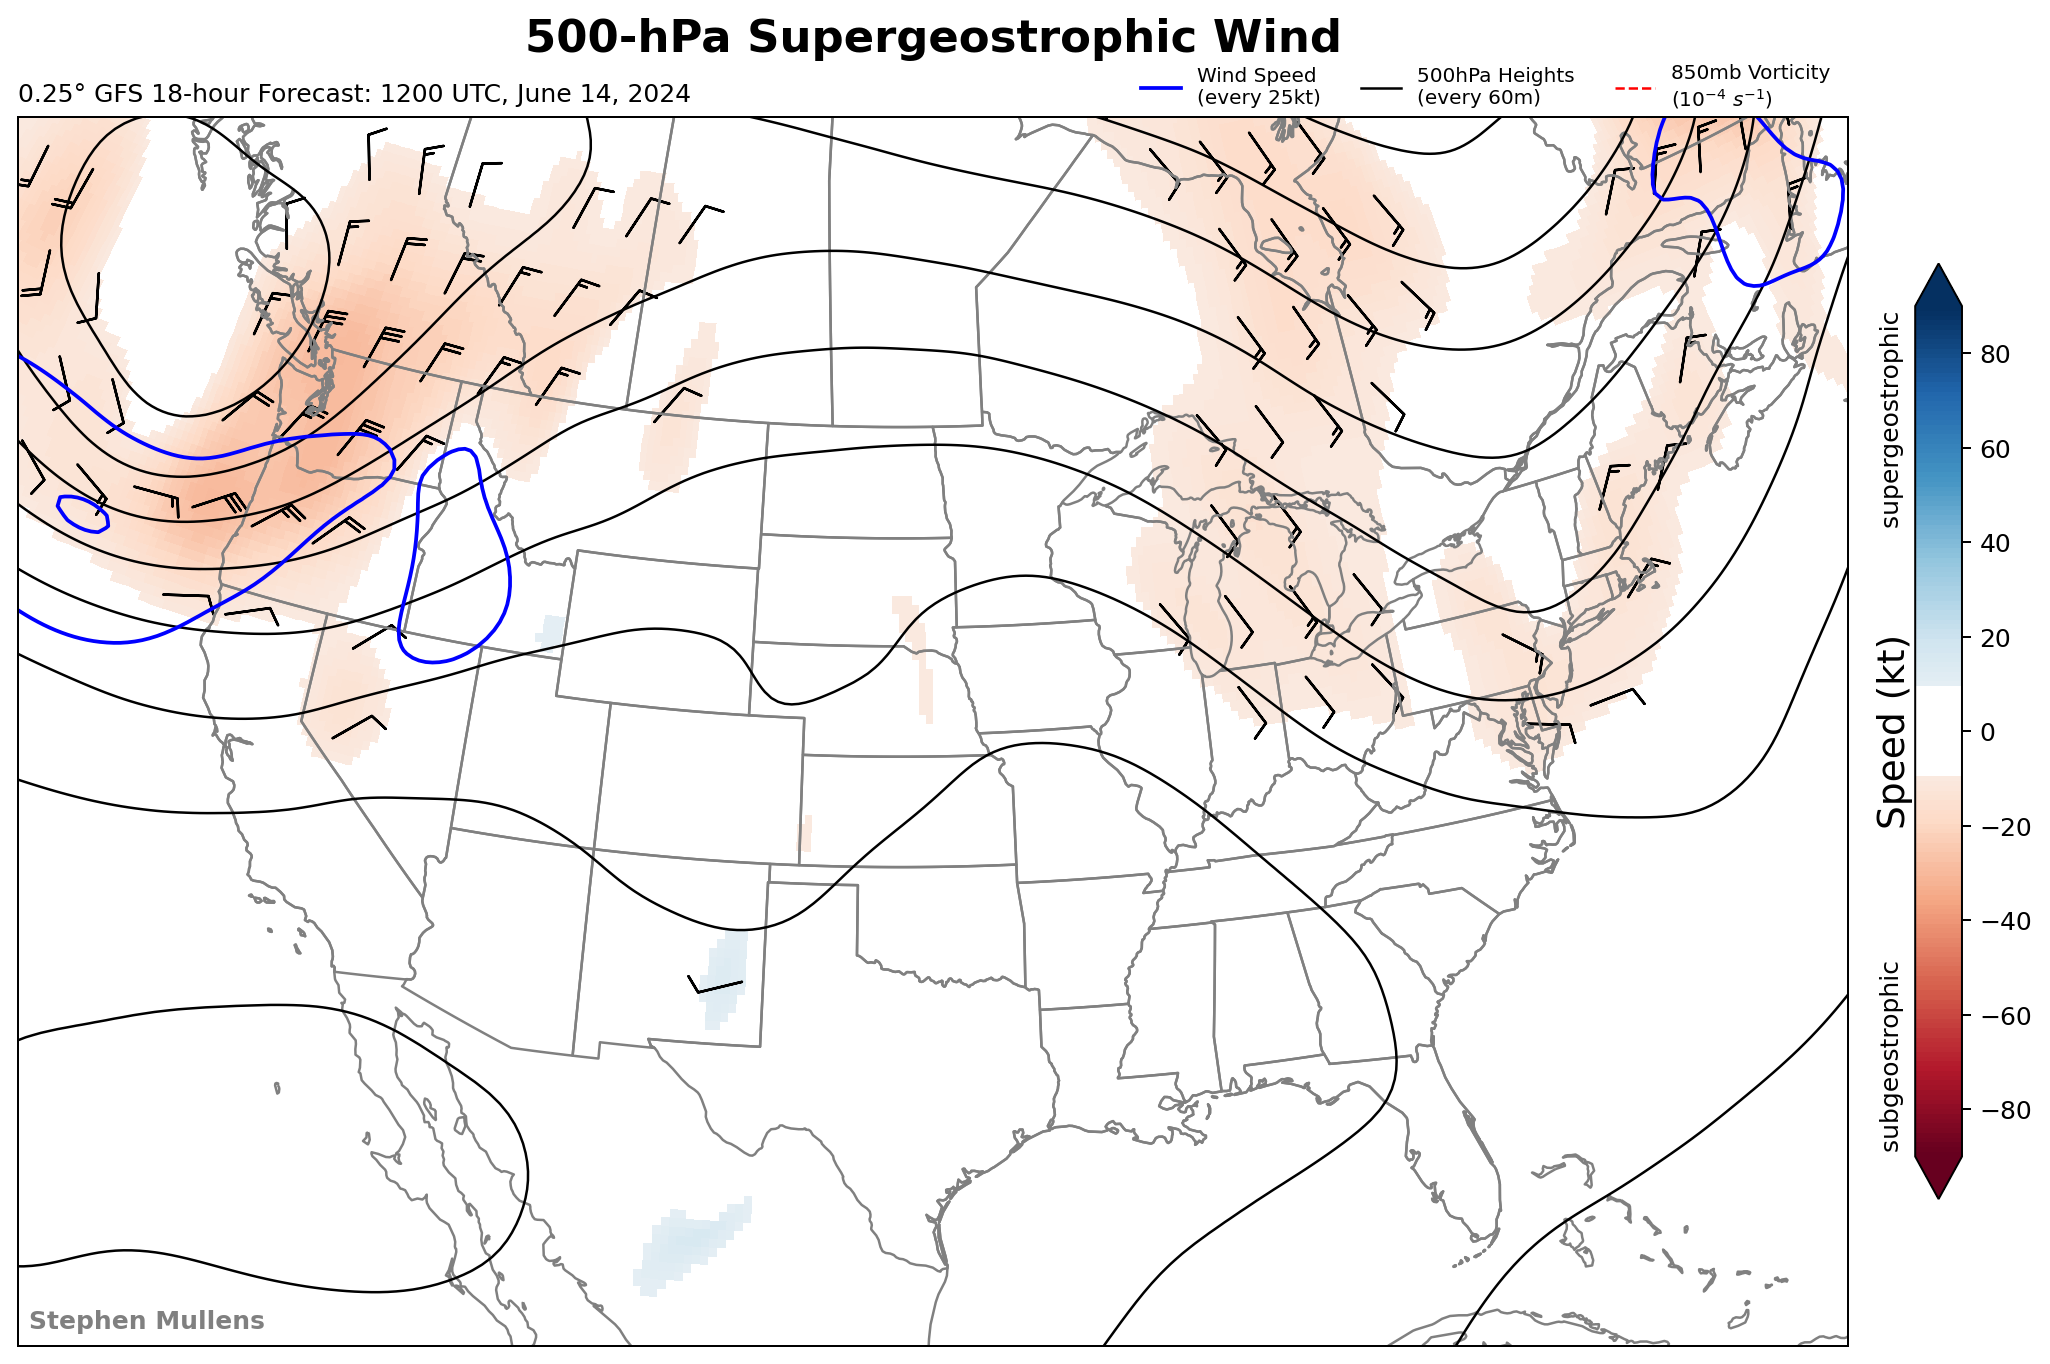 500-hPa Supergeostrophic Wind
0.25° GFS 18-hour Forecast: 1200 UTC, June 14, 2024
Wind Speed
(every 25kt)
500hPa Heights
(every 60m)
850mb Vorticity
(10⁻⁴ s⁻¹)
supergeostrophic
Speed (kt)
subgeostrophic
80
60
40
20
0
−20
−40
−60
−80
Stephen Mullens